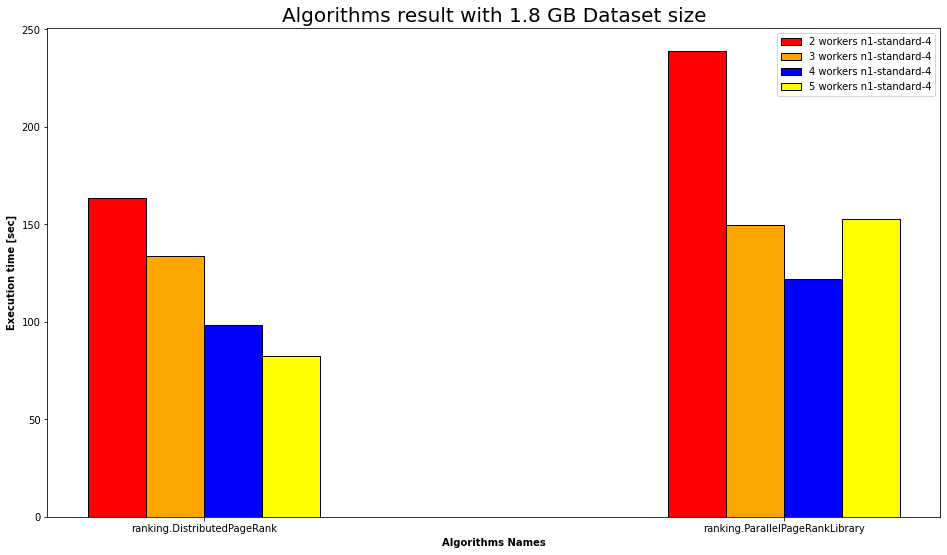 Algorithms result with 1.8 GB Dataset size
2 workers n1-standard-4
3 workers n1-standard-4
4 workers n1-standard-4
5 workers n1-standard-4
Execution time [sec]
250
200
150
100
50
0
ranking.DistributedPageRank
ranking.ParallelPageRankLibrary
Algorithms Names